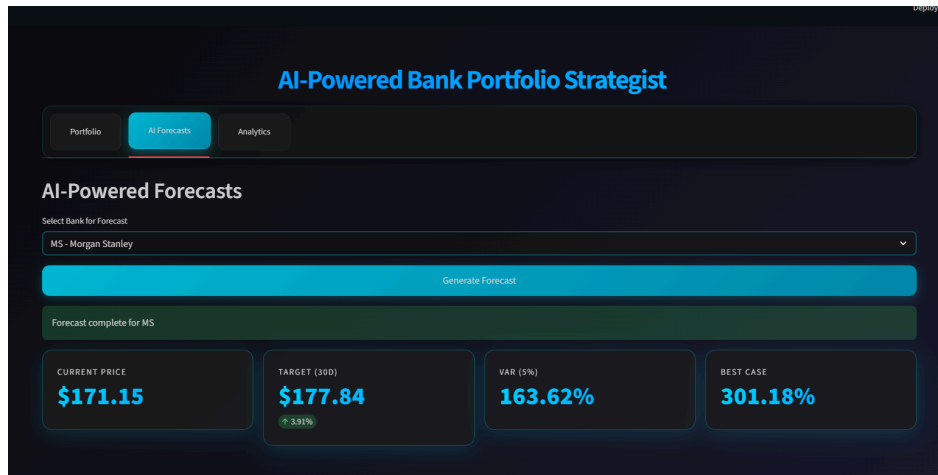 Deploy
AI-Powered Bank Portfolio Strategist
Portfolio
AI Forecasts
Analytics
AI-Powered Forecasts
Select Bank for Forecast
MS - Morgan Stanley
Generate Forecast
Forecast complete for MS
CURRENT PRICE
$171.15
TARGET (30D)
$177.84
↑ 3.91%
VAR (5%)
163.62%
BEST CASE
301.18%